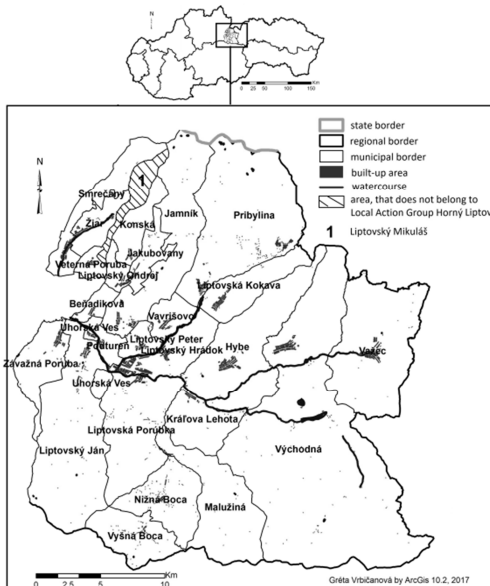 N
0 25 50 100 150 Km
N
state border
regional border
municipal border
built-up area
watercourse
area, that does not belong to
Local Action Group Horný Liptov
1 Liptovský Mikuláš
Smrečany
1
Žiar
Konská
Jamník
Pribylina
Veterná Poruba
Jakubovany
Liptovský Ondrej
Liptovská Kokava
Beňadiková
Vavrišovo
Uhorská Ves
Podtureň
Liptovský Peter
Liptovský Hrádok
Hybe
Važec
Závažná Poruba
Uhorská Ves
Kráľova Lehota
Liptovská Porúbka
Liptovský Ján
Východná
Nižná Boca
Malužiná
Vyšná Boca
0 2,5 5 10 Km
Gréta Vrbičanová by ArcGis 10.2, 2017